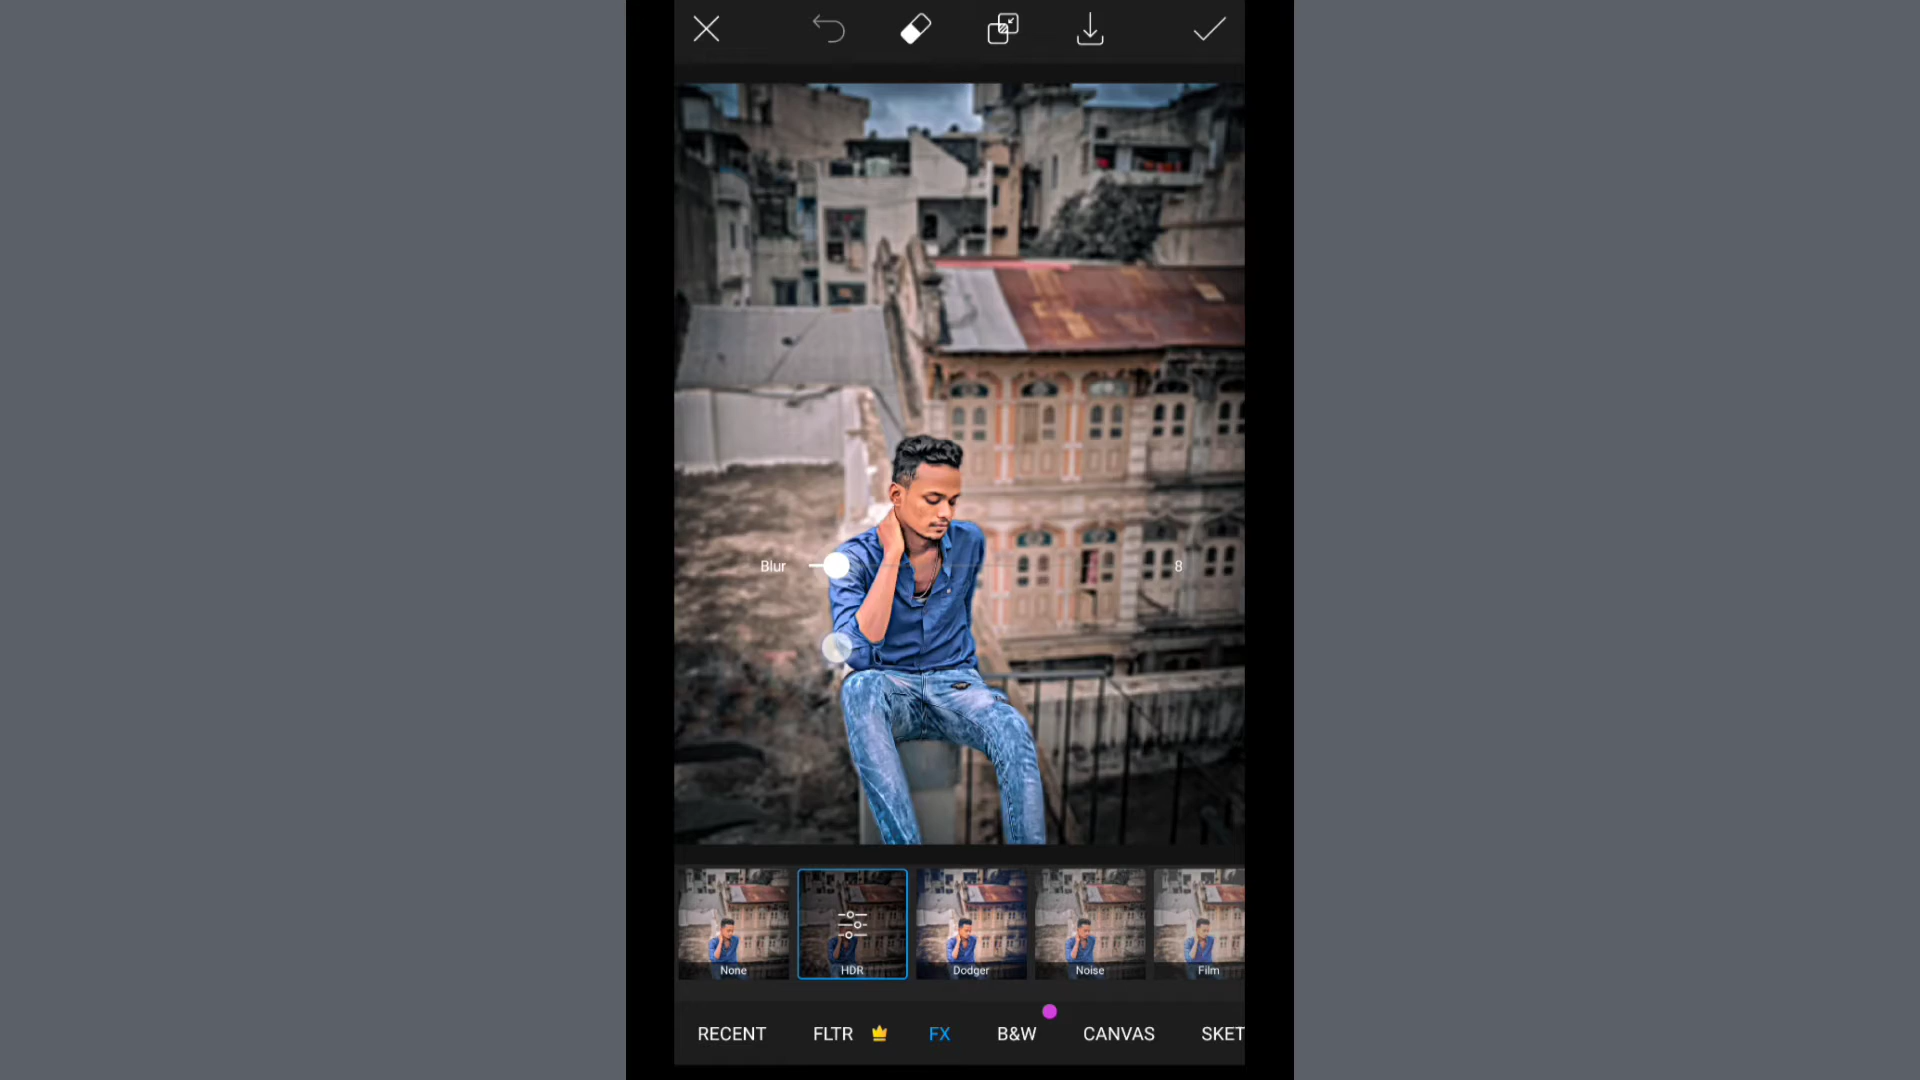 Blur 8
None HDR Dodger Noise Film
RECENT FLTR FX B&W CANVAS SKET